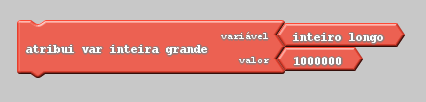 variável inteiro longo
atribui var inteira grande
valor 1000000